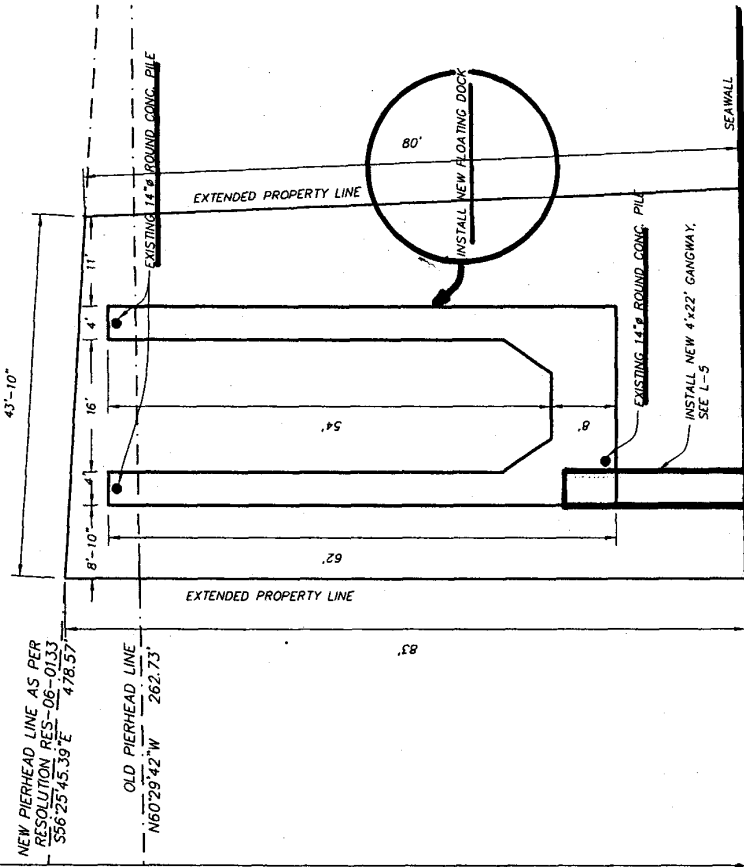 43'-10"
NEW PIERHEAD LINE AS PER
RESOLUTION RES-06-0133
S56°25'45.39"E 478.57'
OLD PIERHEAD LINE
N60°29'42"W 262.73'
8'-10"
4'
16'
4'
11'
EXISTING 14"ø ROUND CONC. PILE
EXTENDED PROPERTY LINE
80'
INSTALL NEW FLOATING DOCK
54'
8'
62'
EXTENDED PROPERTY LINE
83'
EXISTING 14"ø ROUND CONC. PILE
INSTALL NEW 4'x22' GANGWAY,
SEE L-5
SEAWALL